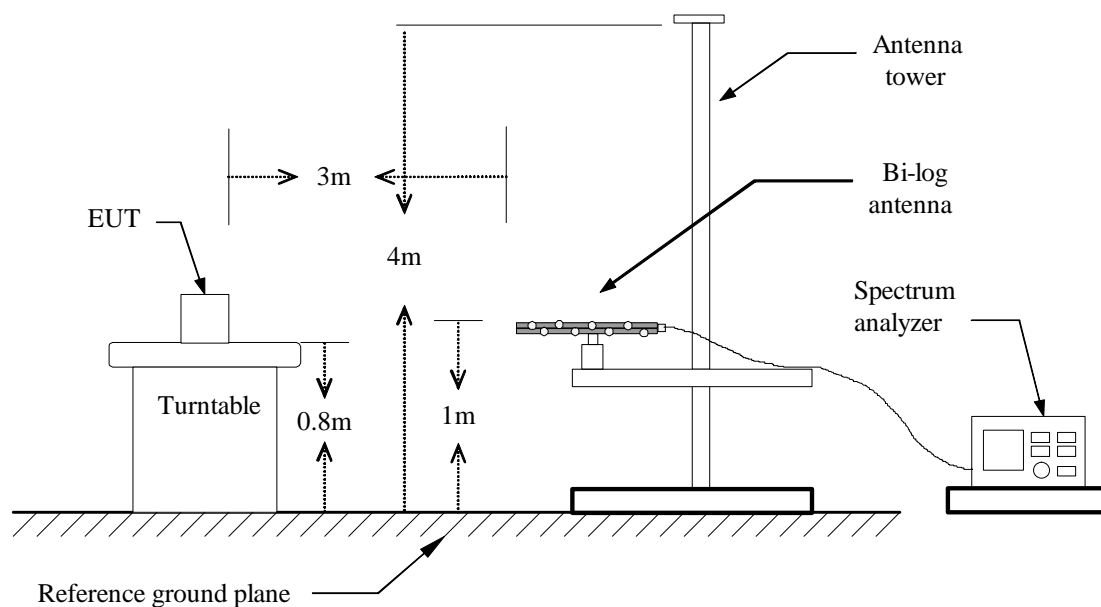 Antenna
tower
3m
Bi-log
antenna
EUT
4m
Spectrum
analyzer
Turntable
0.8m
1m
Reference ground plane